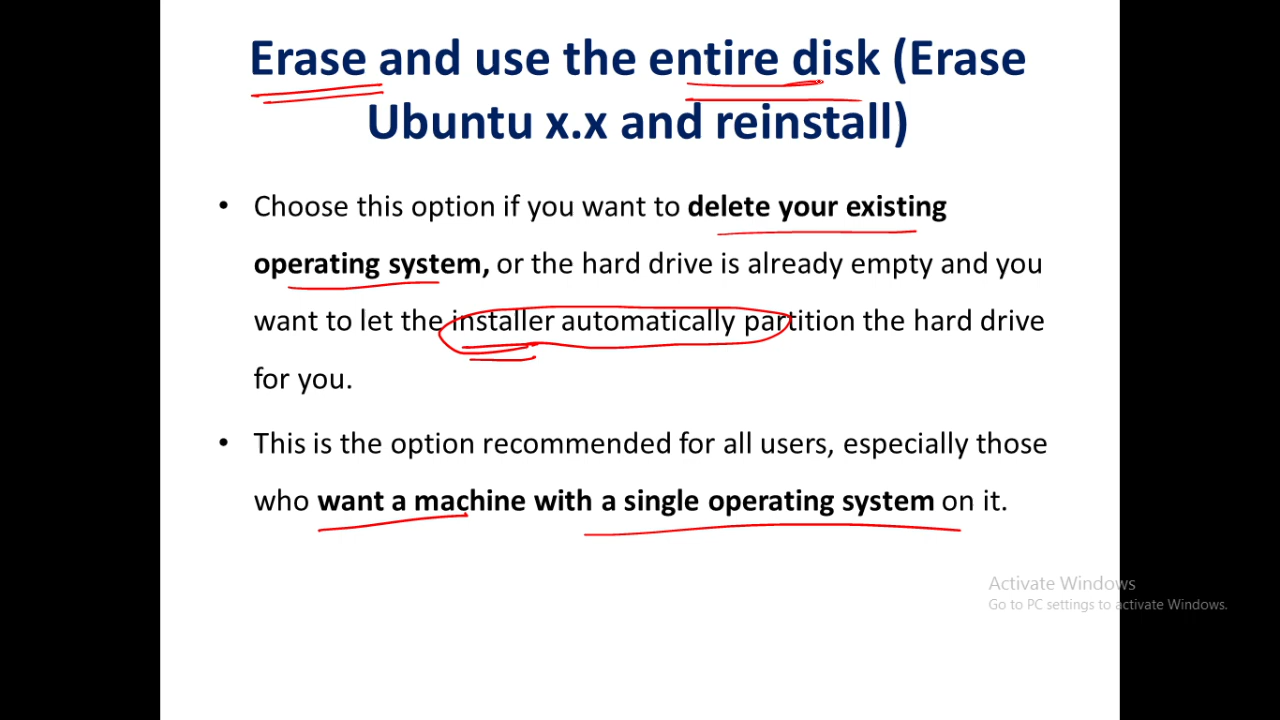 Erase and use the entire disk (Erase
Ubuntu x.x and reinstall)
• Choose this option if you want to delete your existing
operating system, or the hard drive is already empty and you
want to let the installer automatically partition the hard drive
for you.
• This is the option recommended for all users, especially those
who want a machine with a single operating system on it.
Activate Windows
Go to PC settings to activate Windows.